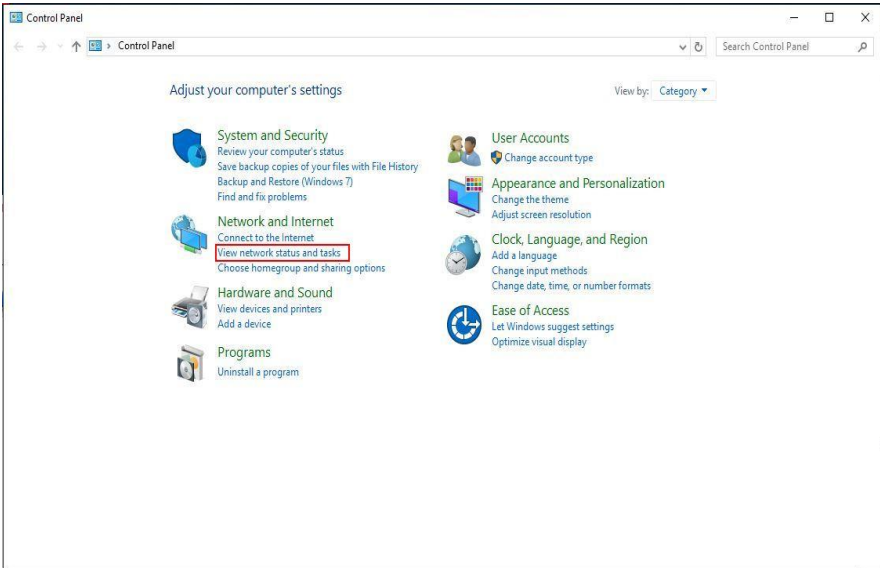 Control Panel
Control Panel
Search Control Panel
Adjust your computer's settings
View by: Category
System and Security
Review your computer's status
Save backup copies of your files with File History
Backup and Restore (Windows 7)
Find and fix problems
Network and Internet
Connect to the Internet
View network status and tasks
Choose homegroup and sharing options
Hardware and Sound
View devices and printers
Add a device
Programs
Uninstall a program
User Accounts
Change account type
Appearance and Personalization
Change the theme
Adjust screen resolution
Clock, Language, and Region
Add a language
Change input methods
Change date, time, or number formats
Ease of Access
Let Windows suggest settings
Optimize visual display